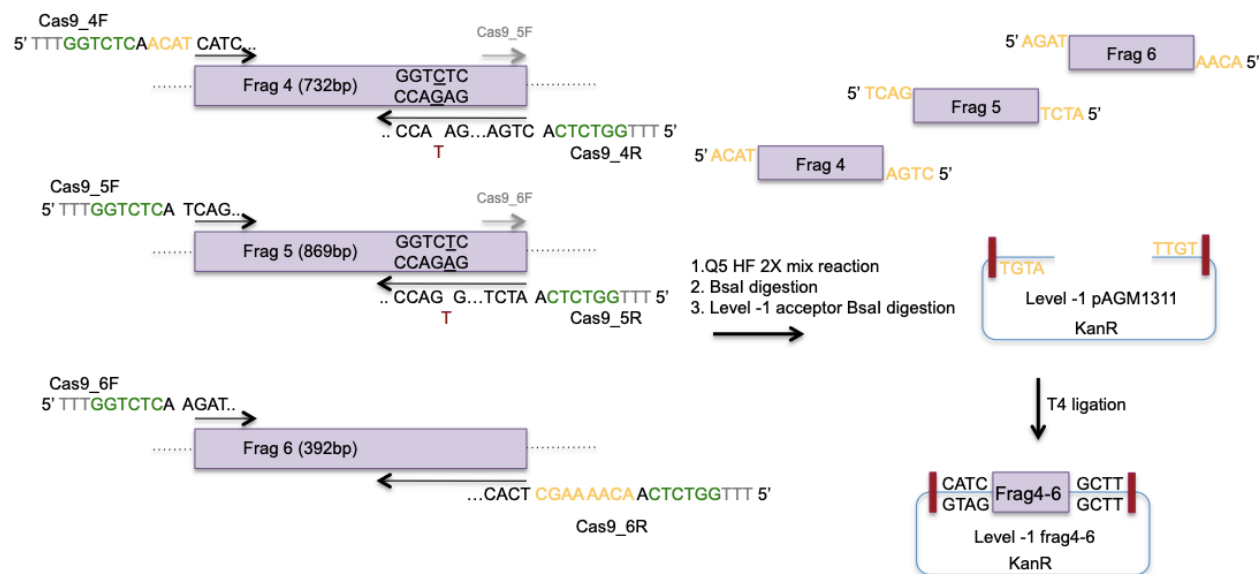 Cas9_4F
5' TTTGGTCTCAACAT CATC...
Cas9_5F
Frag 4 (732bp)
GGTCTC
CCAGAG
.. CCA AG...AGTC ACTCTGGTTT 5'
T
Cas9_4R
Cas9_5F
5' TTTGGTCTCA TCAG...
Cas9_6F
Frag 5 (869bp)
GGTCTC
CCAGAG
.. CCAG G...TCTA ACTCTGGTTT 5'
T
Cas9_5R
Cas9_6F
5' TTTGGTCTCA AGAT..
Frag 6 (392bp)
...CACT CGAA AACA ACTCTGGTTT 5'
Cas9_6R
5' AGAT
Frag 6
AACA 5'
5' TCAG
Frag 5
TCTA 5'
5' ACAT
Frag 4
AGTC 5'
1.Q5 HF 2X mix reaction
2. BsaI digestion
3. Level -1 acceptor BsaI digestion
TTGT
TGTA
Level -1 pAGM1311
KanR
T4 ligation
CATC
GTAG
Frag4-6
GCTT
GCTT
Level -1 frag4-6
KanR